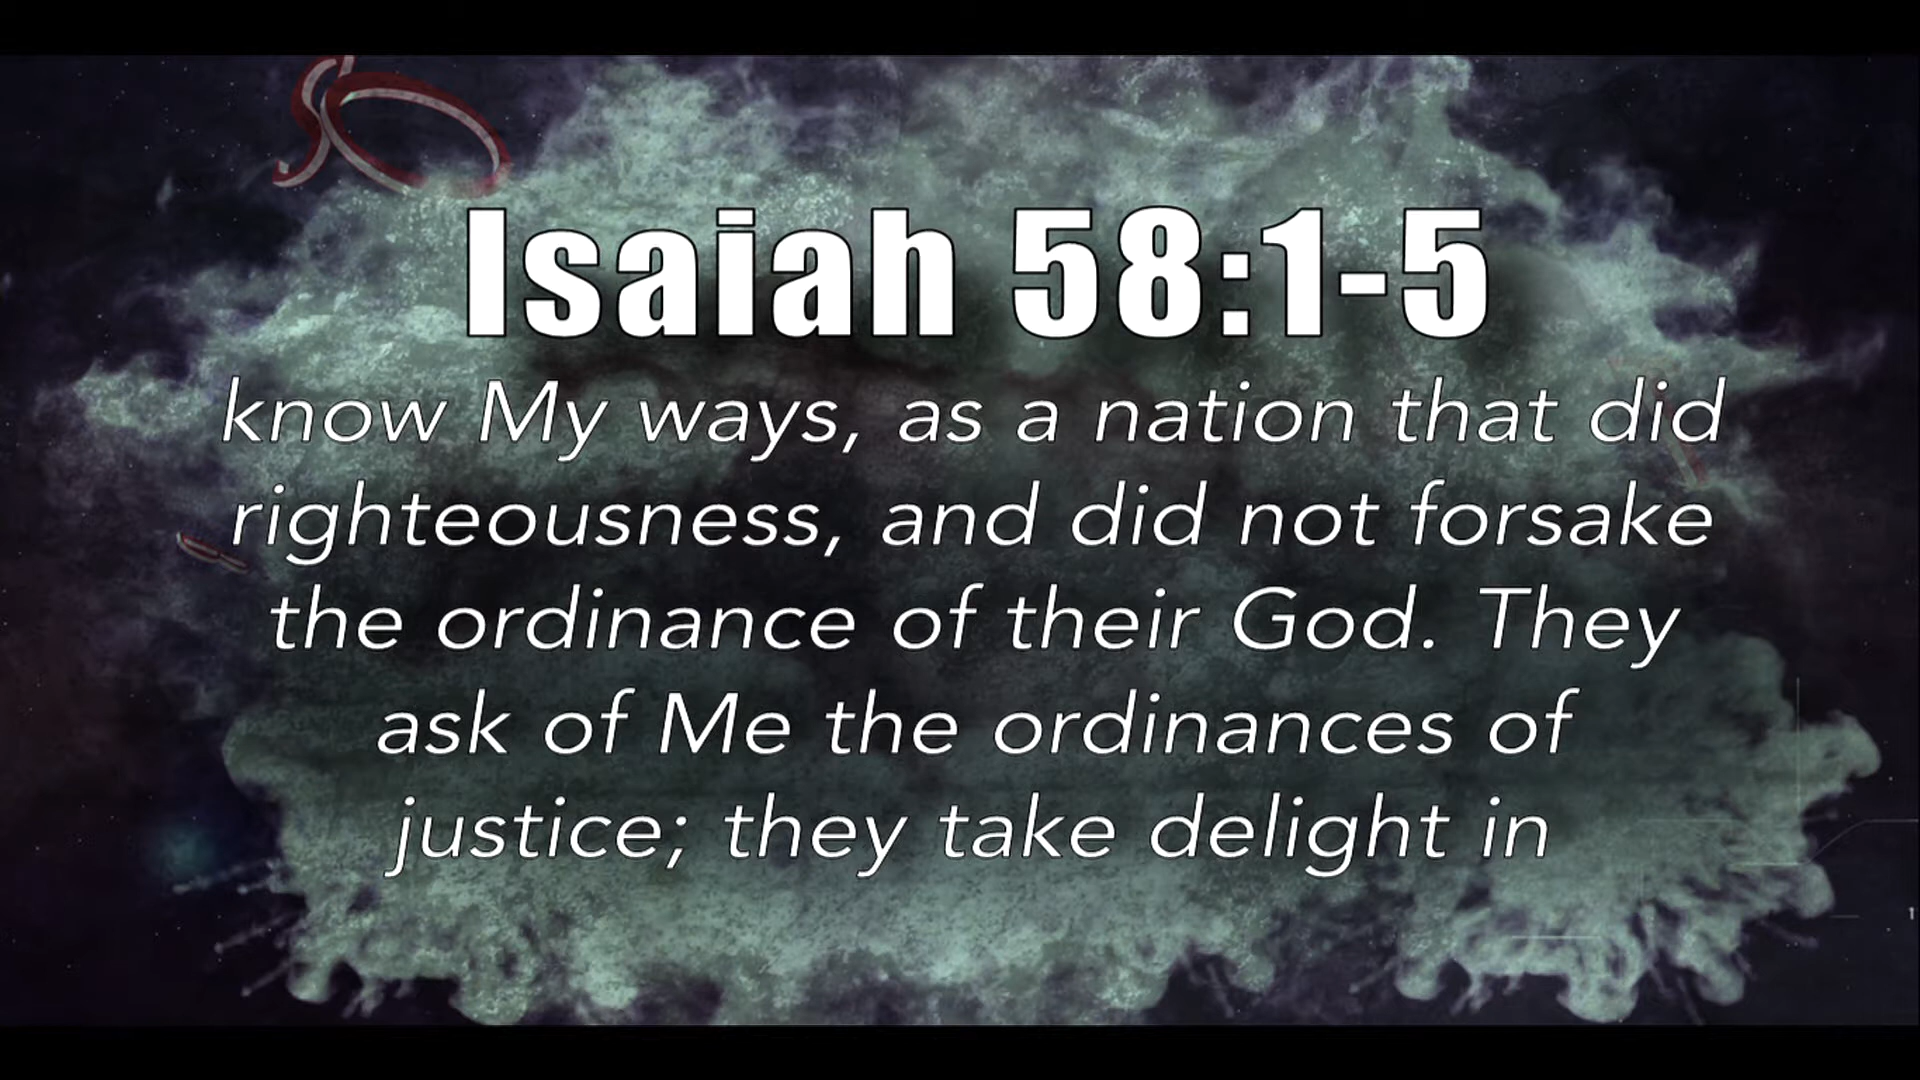 Isaiah 58:1-5
know My ways, as a nation that did
righteousness, and did not forsake
the ordinance of their God. They
ask of Me the ordinances of
justice; they take delight in
1